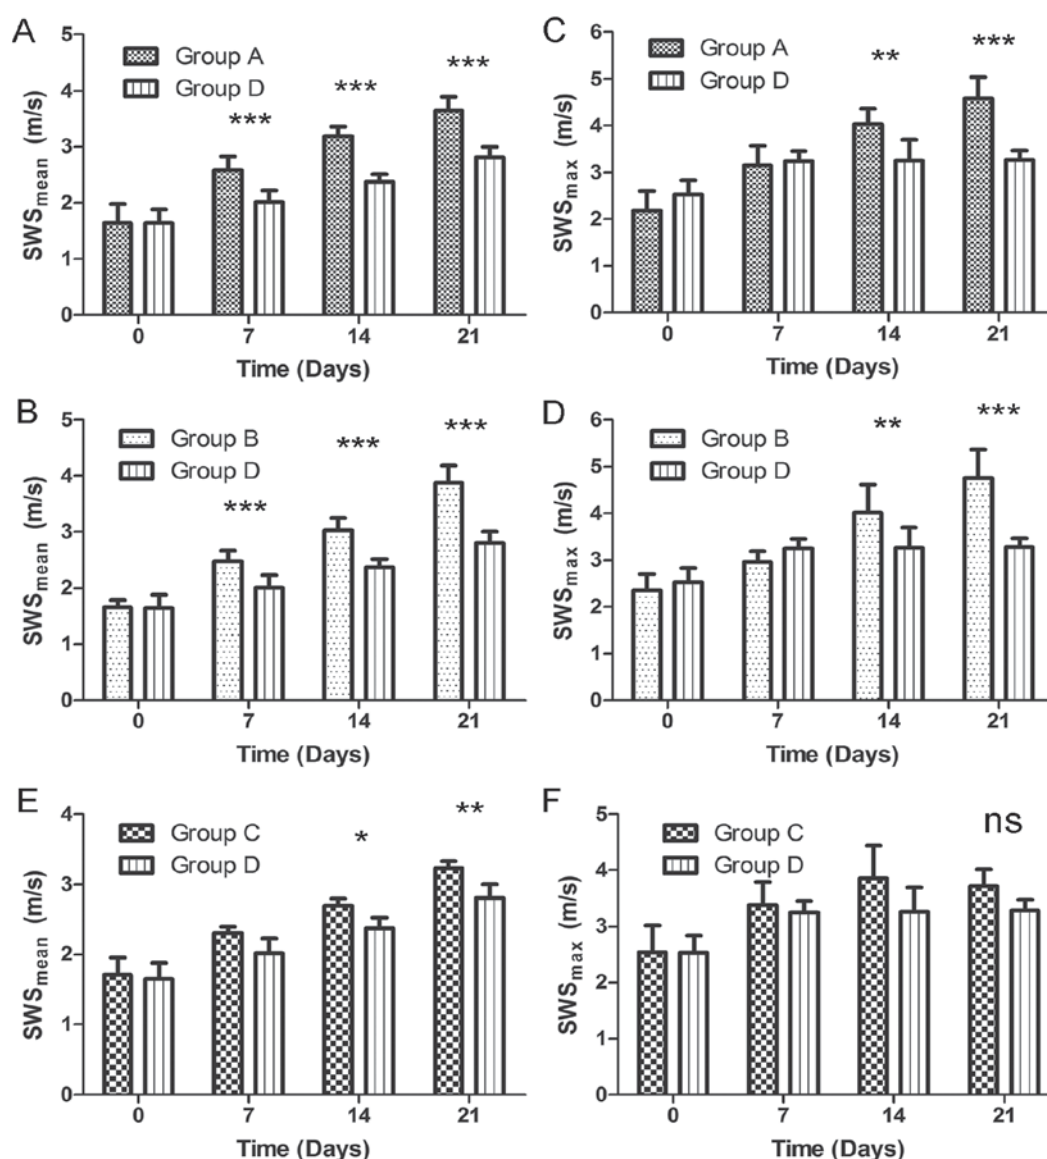 A
SWSmean (m/s)
5
4
3
2
1
0
Group A
Group D
***
***
***
0 7 14 21
Time (Days)
C
SWSmax (m/s)
6
5
4
3
2
1
0
Group A
Group D
**
***
0 7 14 21
Time (Days)
B
SWSmean (m/s)
5
4
3
2
1
0
Group B
Group D
***
***
***
0 7 14 21
Time (Days)
D
SWSmax (m/s)
6
5
4
3
2
1
0
Group B
Group D
**
***
0 7 14 21
Time (Days)
E
SWSmean (m/s)
4
3
2
1
0
Group C
Group D
*
**
0 7 14 21
Time (Days)
F
SWSmax (m/s)
5
4
3
2
1
0
Group C
Group D
ns
0 7 14 21
Time (Days)